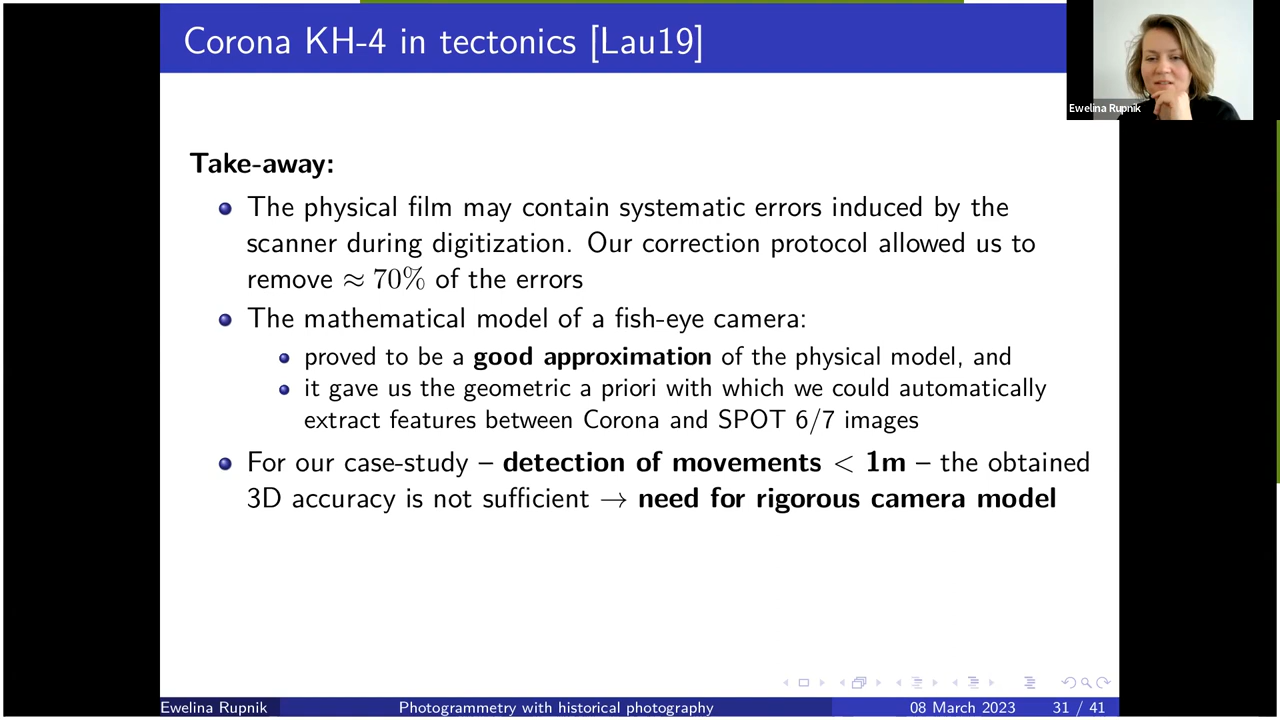 Corona KH-4 in tectonics [Lau19]
Ewelina Rupnik
Take-away:
The physical film may contain systematic errors induced by the
scanner during digitization. Our correction protocol allowed us to
remove ≈ 70% of the errors
The mathematical model of a fish-eye camera:
proved to be a good approximation of the physical model, and
it gave us the geometric a priori with which we could automatically
extract features between Corona and SPOT 6/7 images
For our case-study – detection of movements < 1m – the obtained
3D accuracy is not sufficient → need for rigorous camera model
Ewelina Rupnik Photogrammetry with historical photography 08 March 2023 31 / 41